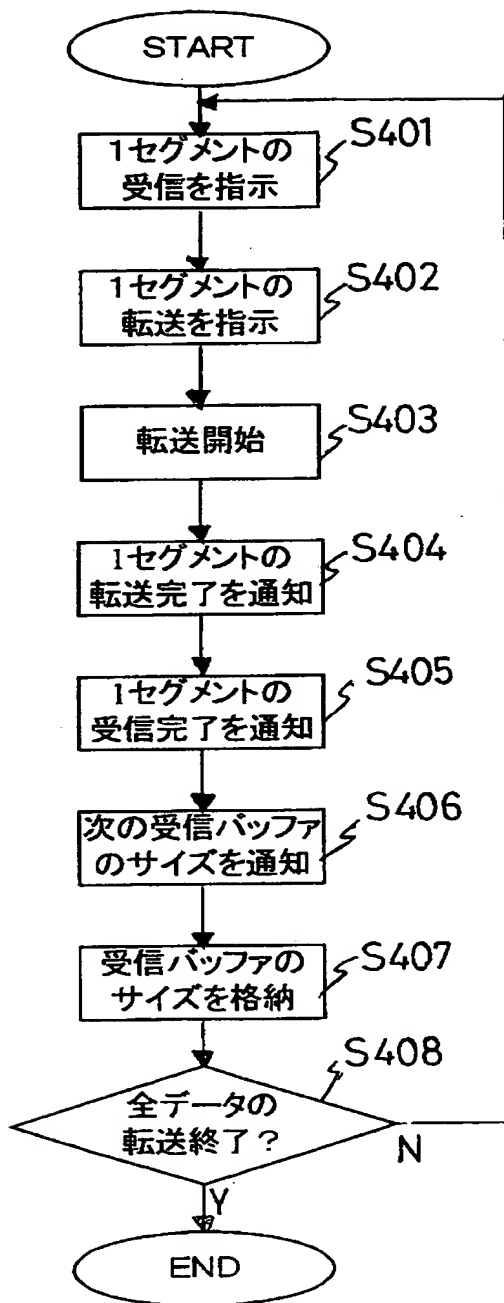 START
1セグメントの
受信を指示
S401
1セグメントの
転送を指示
S402
転送開始
S403
1セグメントの
転送完了を通知
S404
1セグメントの
受信完了を通知
S405
次の受信バッファ
のサイズを通知
S406
受信バッファの
サイズを格納
S407
全データの
転送終了?
S408
N
Y
END